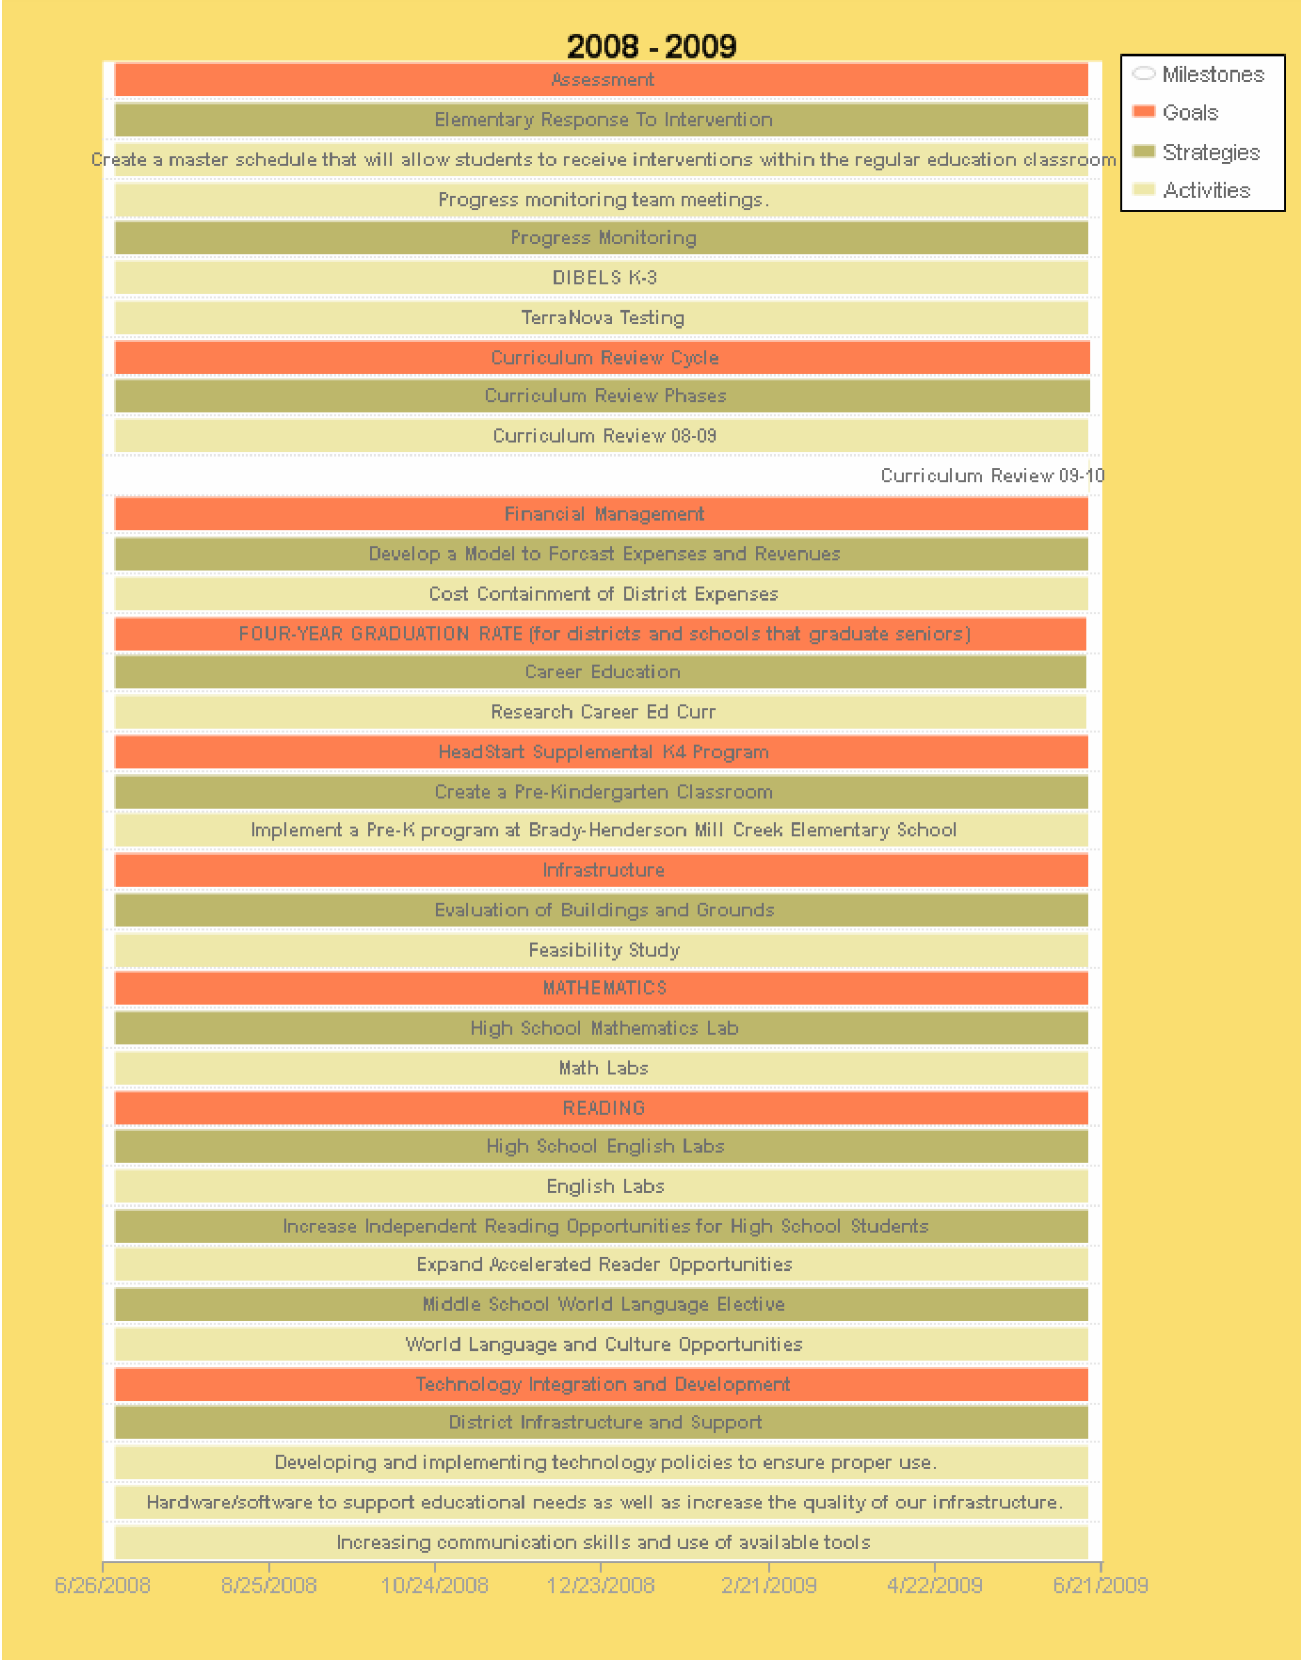 2008 - 2009
Milestones
Goals
Strategies
Activities
Assessment
Elementary Response To Intervention
Create a master schedule that will allow students to receive interventions within the regular education classroom
Progress monitoring team meetings.
Progress Monitoring
DIBELS K-3
TerraNova Testing
Curriculum Review Cycle
Curriculum Review Phases
Curriculum Review 08-09
Curriculum Review 09-10
Financial Management
Develop a Model to Forcast Expenses and Revenues
Cost Containment of District Expenses
FOUR-YEAR GRADUATION RATE (for districts and schools that graduate seniors)
Career Education
Research Career Ed Curr
HeadStart Supplemental K4 Program
Create a Pre-Kindergarten Classroom
Implement a Pre-K program at Brady-Henderson Mill Creek Elementary School
Infrastructure
Evaluation of Buildings and Grounds
Feasibility Study
MATHEMATICS
High School Mathematics Lab
Math Labs
READING
High School English Labs
English Labs
Increase Independent Reading Opportunities for High School Students
Expand Accelerated Reader Opportunities
Middle School World Language Elective
World Language and Culture Opportunities
Technology Integration and Development
District Infrastructure and Support
Developing and implementing technology policies to ensure proper use.
Hardware/software to support educational needs as well as increase the quality of our infrastructure.
Increasing communication skills and use of available tools
6/26/2008 8/25/2008 10/24/2008 12/23/2008 2/21/2009 4/22/2009 6/21/2009